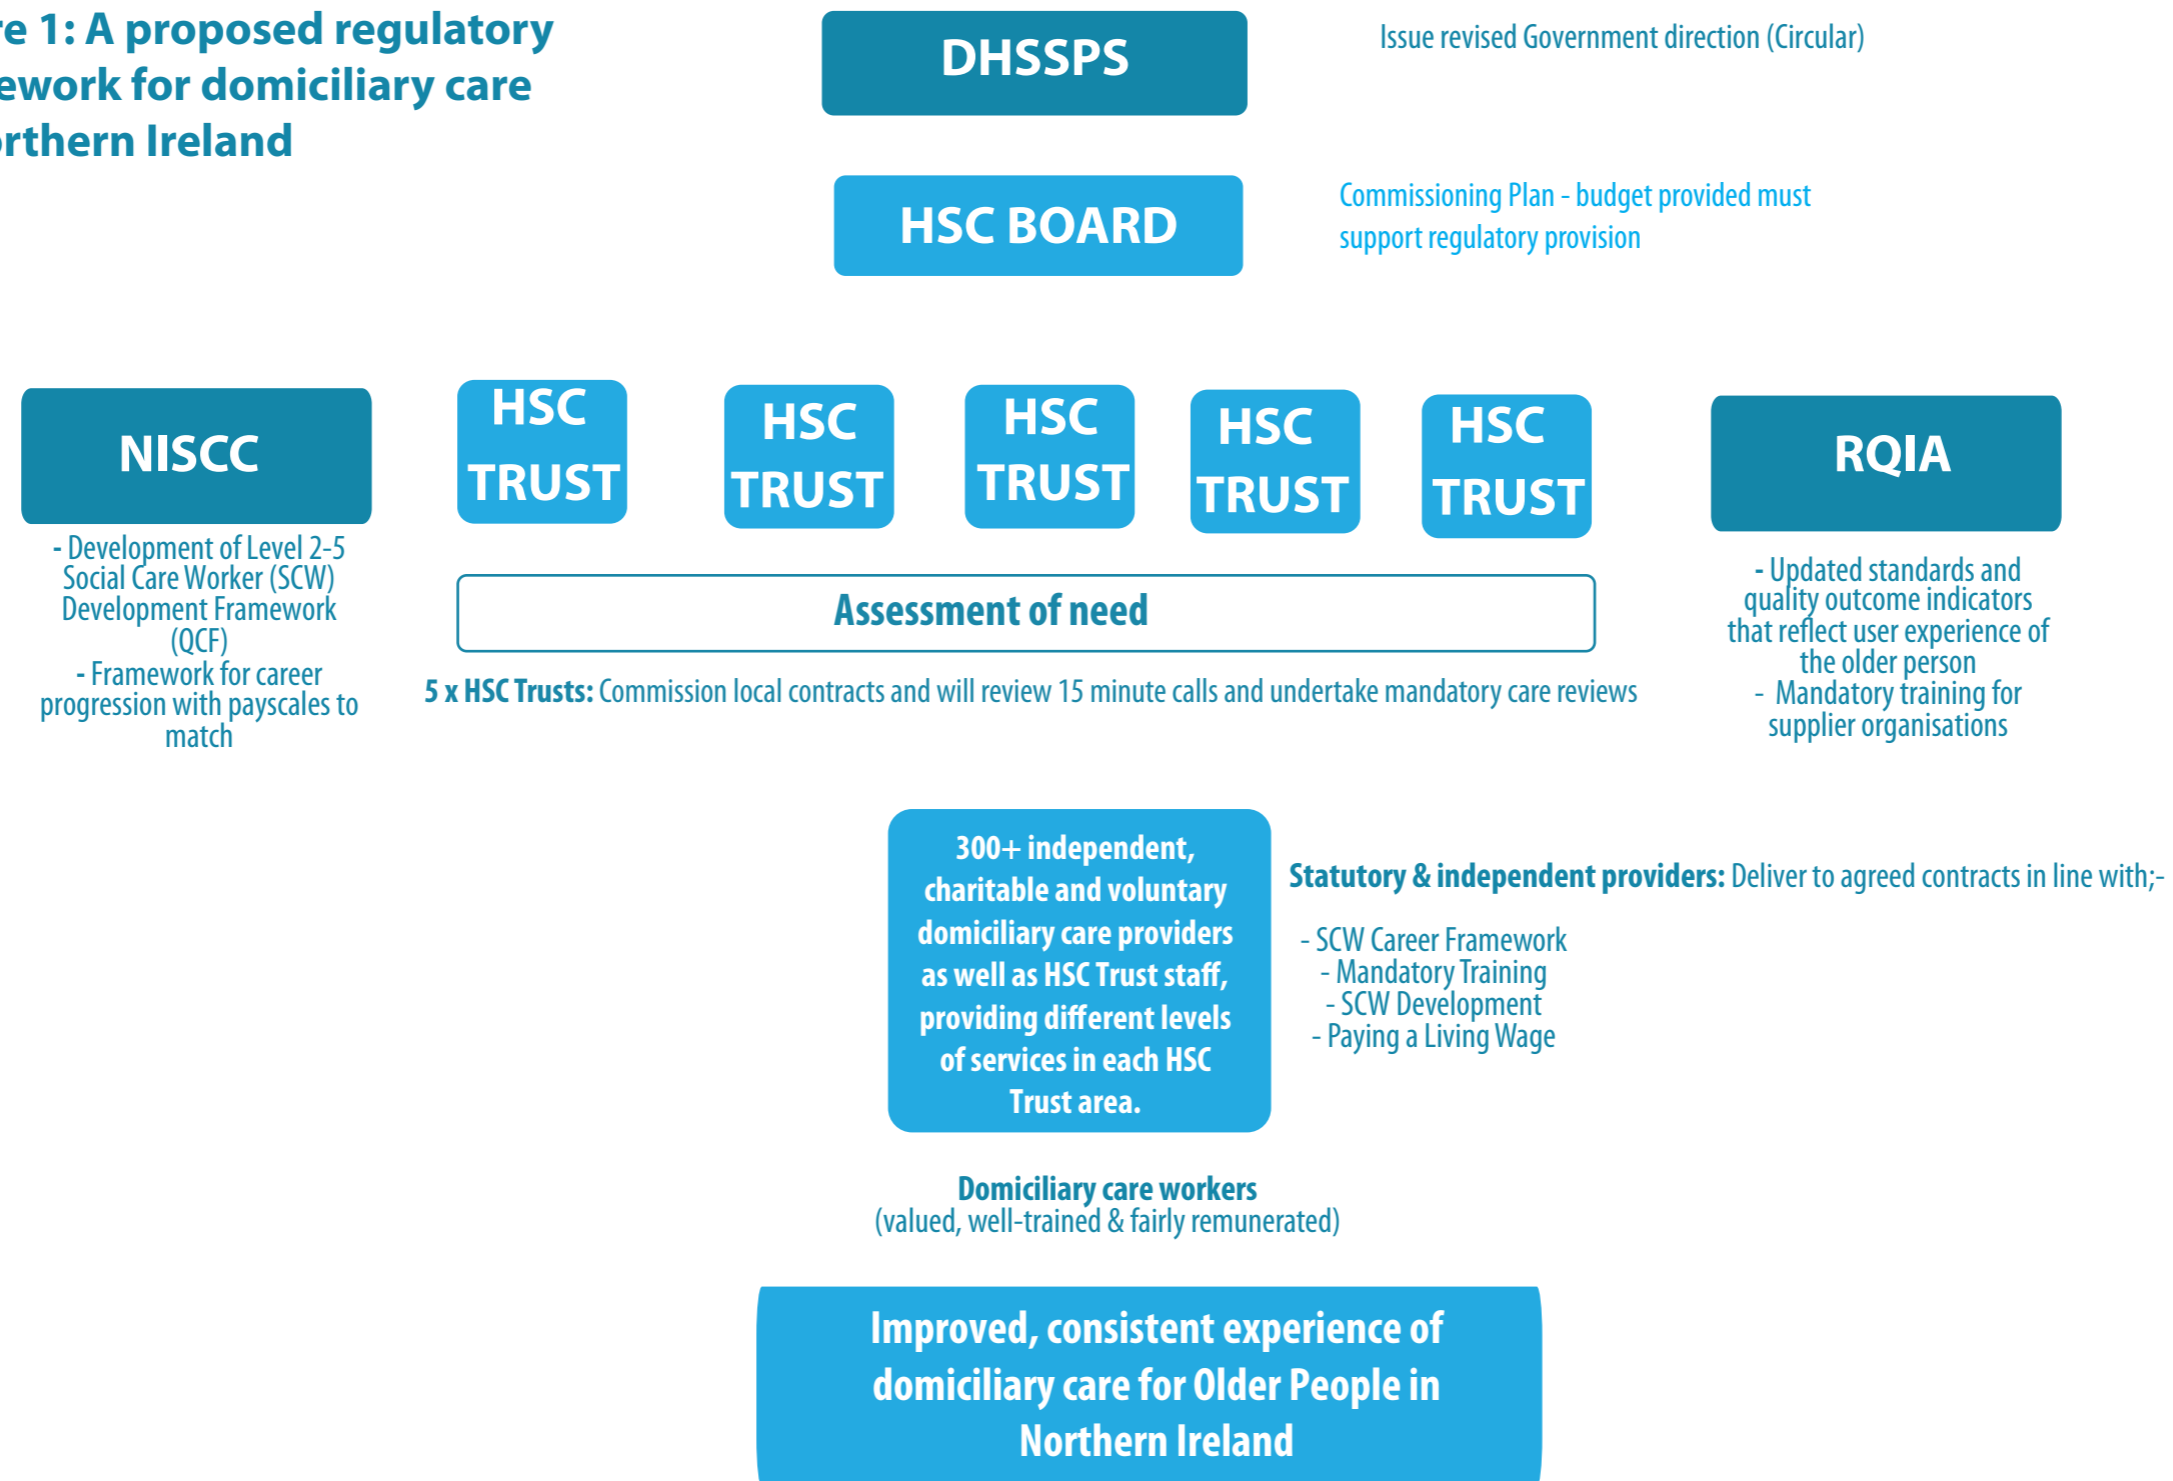 re 1: A proposed regulatory
ework for domiciliary care
rthern Ireland
DHSSPS
Issue revised Government direction (Circular)
HSC BOARD
Commissioning Plan - budget provided must
support regulatory provision
NISCC
- Development of Level 2-5
Social Care Worker (SCW)
Development Framework
(QCF)
- Framework for career
progression with payscales to
match
HSC
TRUST
HSC
TRUST
HSC
TRUST
HSC
TRUST
HSC
TRUST
RQIA
- Updated standards and
quality outcome indicators
that reflect user experience of
the older person
- Mandatory training for
supplier organisations
Assessment of need
5 x HSC Trusts: Commission local contracts and will review 15 minute calls and undertake mandatory care reviews
300+ independent,
charitable and voluntary
domiciliary care providers
as well as HSC Trust staff,
providing different levels
of services in each HSC
Trust area.
Statutory & independent providers: Deliver to agreed contracts in line with;-
- SCW Career Framework
- Mandatory Training
- SCW Development
- Paying a Living Wage
Domiciliary care workers
(valued, well-trained & fairly remunerated)
Improved, consistent experience of
domiciliary care for Older People in
Northern Ireland